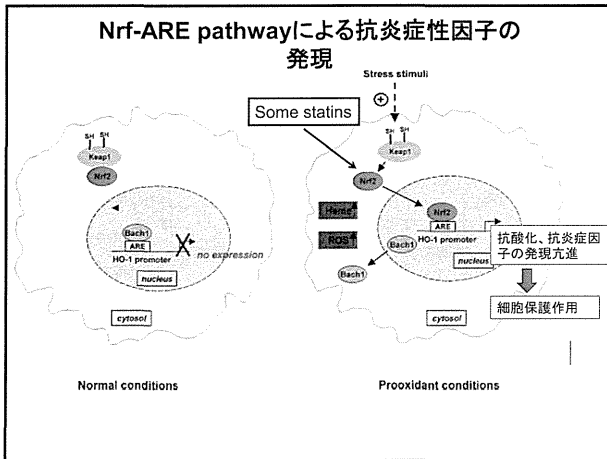 Nrf-ARE pathwayによる抗炎症性因子の
発現
Stress stimuli
+
Some statins
SH SH
Keap1
Nrf2
Bach1
ARE
HO-1 promoter
no expression
nucleus
cytosol
Normal conditions
SH SH
Keap1
Nrf2
Heme
ROS
Nrf2
ARE
HO-1 promoter
Bach1
Bach1
nucleus
cytosol
抗酸化、抗炎症因
子の発現亢進
細胞保護作用
Prooxidant conditions